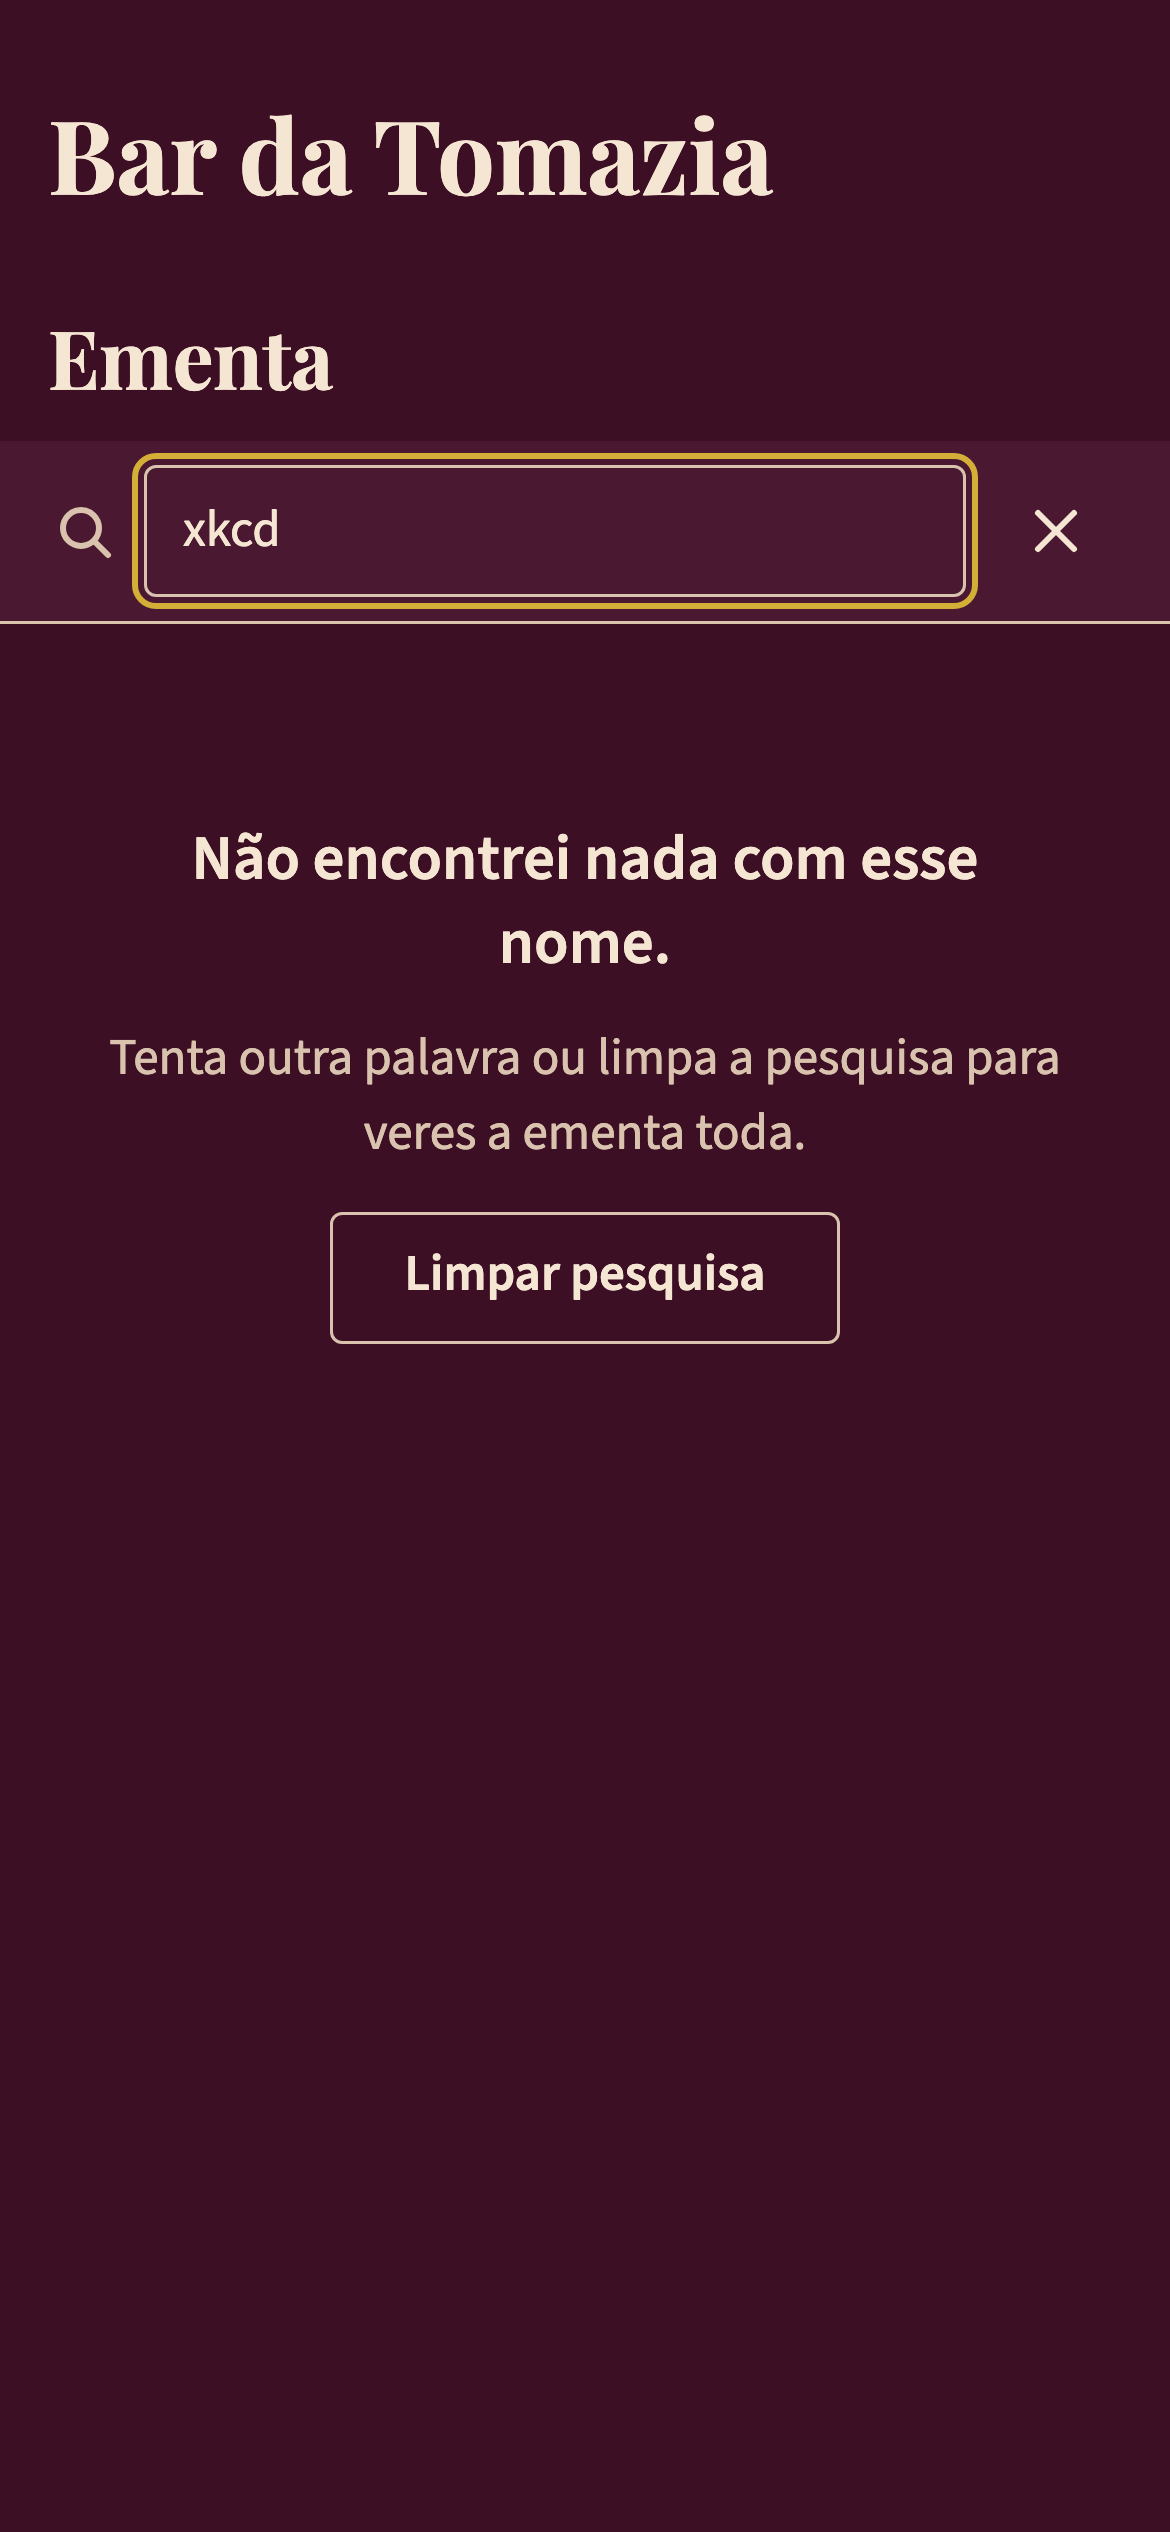 Bar da Tomazia
Ementa
xkcd
Não encontrei nada com esse
nome.
Tenta outra palavra ou limpa a pesquisa para
veres a ementa toda.
Limpar pesquisa